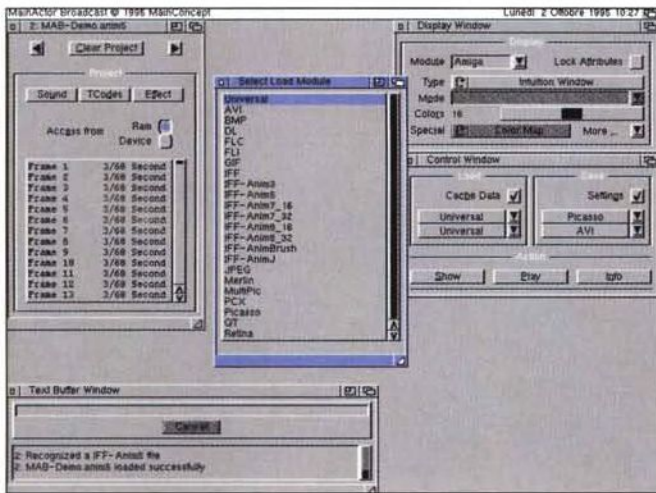 MainActor Broadcast © 1995 MainConcept
Lunedì 2 Ottobre 1995 10:27
2: MAB-Demo.anim5
Clear Project
Project
Sound
TCodes
Effect
Access from
Ram
Device
Frame 1 3/60 Second
Frame 2 3/60 Second
Frame 3 3/60 Second
Frame 4 3/60 Second
Frame 5 3/60 Second
Frame 6 3/60 Second
Frame 7 3/60 Second
Frame 8 3/60 Second
Frame 9 3/60 Second
Frame 10 3/60 Second
Frame 11 3/60 Second
Frame 12 3/60 Second
Frame 13 3/60 Second
Select Load Module
Universal
AVI
BMP
DL
FLC
FLI
GIF
IFF
IFF-Anim3
IFF-Anim5
IFF-Anim7_16
IFF-Anim7_32
IFF-Anim8_16
IFF-Anim8_32
IFF-AnimBrush
IFF-AnimJ
JPEG
Merlin
MultiPic
PCX
Picasso
QT
Retina
Display Window
Display
Module Amiga
Lock Attributes
Type Intuition Window
Mode
Colors 16
Special Color Map More ...
Control Window
Load
Save
Cache Data
Settings
Universal
Picasso
Universal
AVI
Action
Show
Play
Info
Text Buffer Window
Cancel
2: Recognized a IFF-Anim5 file
2: MAB-Demo.anim5 loaded successfully